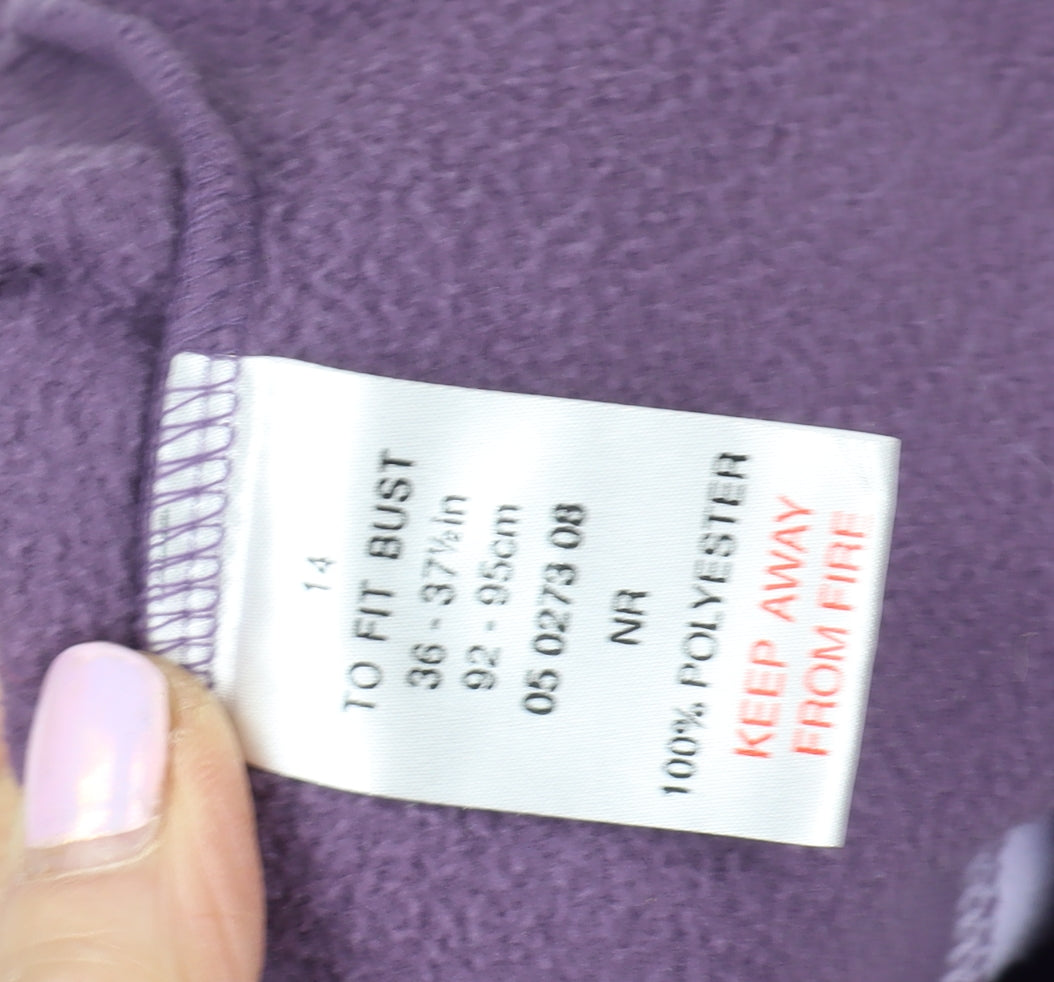 14
TO FIT BUST
36 - 37½in
92 - 95cm
05 0273 08
NR
100% POLYESTER
KEEP AWAY
FROM FIRE